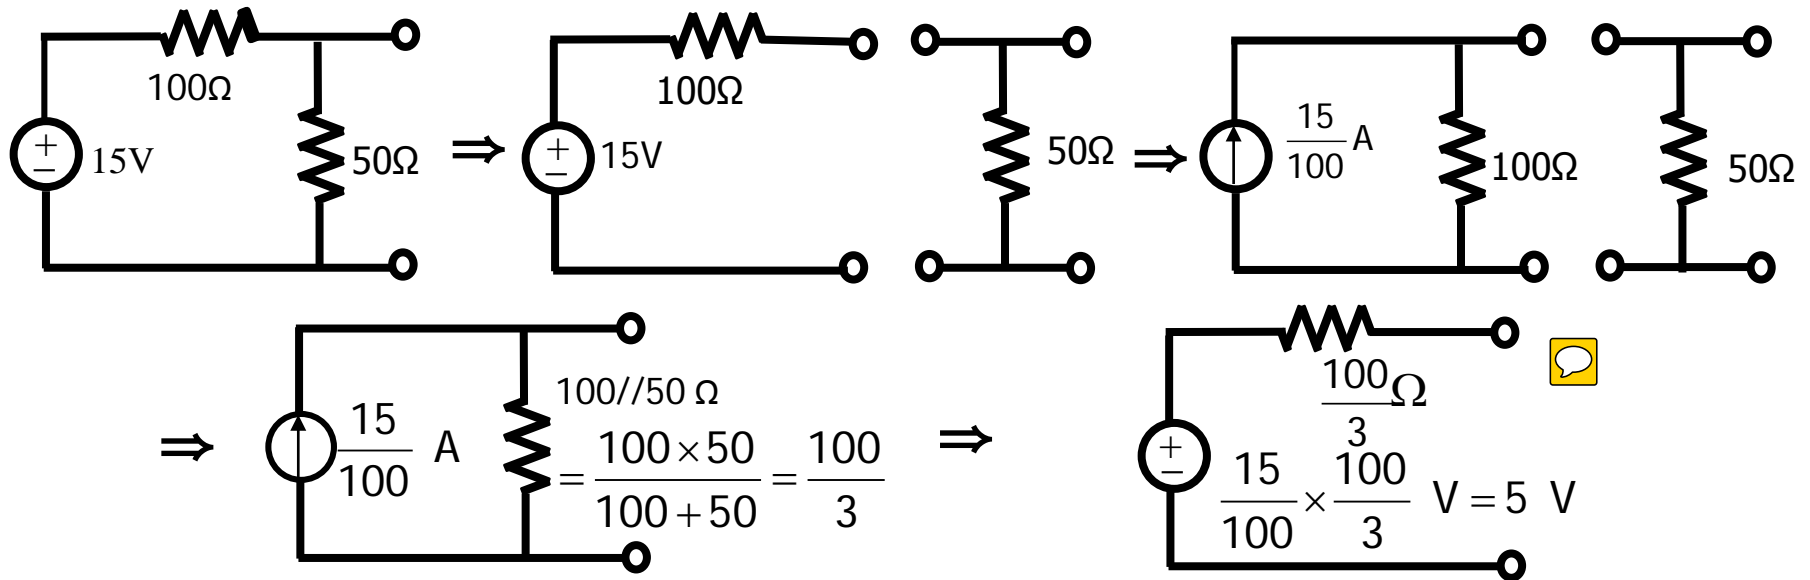 100Ω
+
−
15V
50Ω
⇒
100Ω
+
−
15V
50Ω
⇒
15/100 A
100Ω
50Ω
⇒
15/100 A
100//50 Ω
= 100×50/100+50 = 100/3
⇒
100/3 Ω
+
−
15/100 × 100/3 V = 5 V